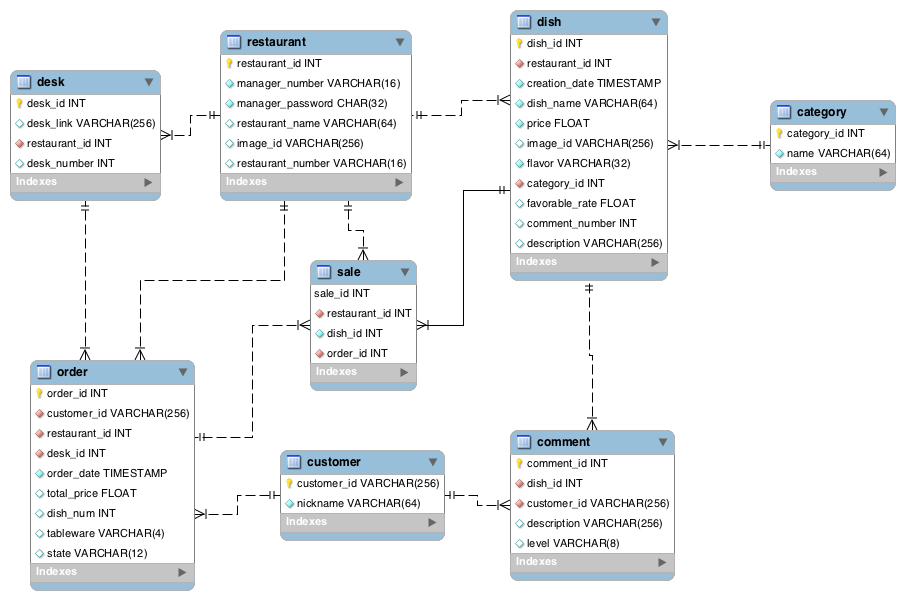 desk
desk_id INT
desk_link VARCHAR(256)
restaurant_id INT
desk_number INT
Indexes
restaurant
restaurant_id INT
manager_number VARCHAR(16)
manager_password CHAR(32)
restaurant_name VARCHAR(64)
image_id VARCHAR(256)
restaurant_number VARCHAR(16)
Indexes
dish
dish_id INT
restaurant_id INT
creation_date TIMESTAMP
dish_name VARCHAR(64)
price FLOAT
image_id VARCHAR(256)
flavor VARCHAR(32)
category_id INT
favorable_rate FLOAT
comment_number INT
description VARCHAR(256)
Indexes
category
category_id INT
name VARCHAR(64)
Indexes
sale
sale_id INT
restaurant_id INT
dish_id INT
order_id INT
Indexes
order
order_id INT
customer_id VARCHAR(256)
restaurant_id INT
desk_id INT
order_date TIMESTAMP
total_price FLOAT
dish_num INT
tableware VARCHAR(4)
state VARCHAR(12)
Indexes
customer
customer_id VARCHAR(256)
nickname VARCHAR(64)
Indexes
comment
comment_id INT
dish_id INT
customer_id VARCHAR(256)
description VARCHAR(256)
level VARCHAR(8)
Indexes